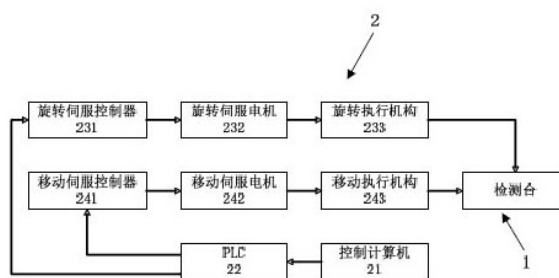 2
旋转伺服控制器
231
旋转伺服电机
232
旋转执行机构
233
移动伺服控制器
241
移动伺服电机
242
移动执行机构
243
检测台
1
PLC
22
控制计算机
21